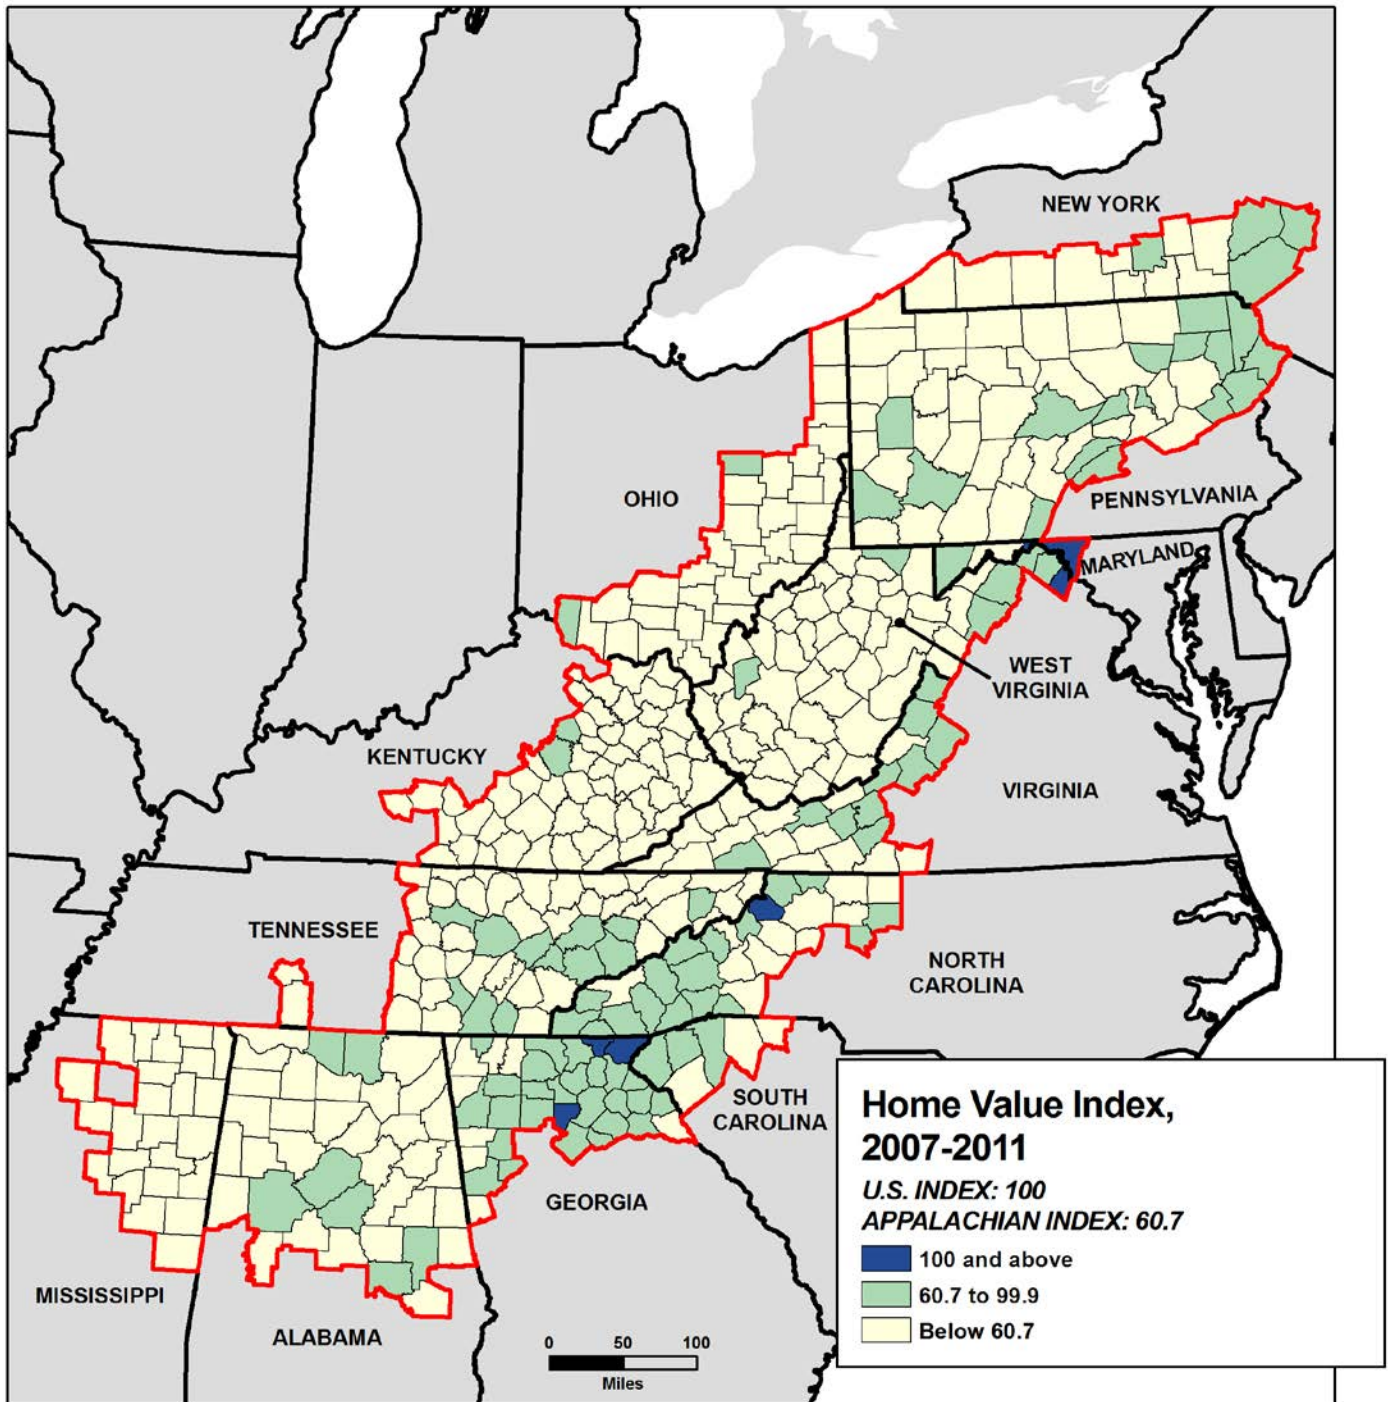 NEW YORK
OHIO
PENNSYLVANIA
MARYLAND
WEST
VIRGINIA
KENTUCKY
VIRGINIA
TENNESSEE
NORTH
CAROLINA
SOUTH
CAROLINA
GEORGIA
MISSISSIPPI
ALABAMA
0 50 100
Miles
Home Value Index,
2007-2011
U.S. INDEX: 100
APPALACHIAN INDEX: 60.7
100 and above
60.7 to 99.9
Below 60.7